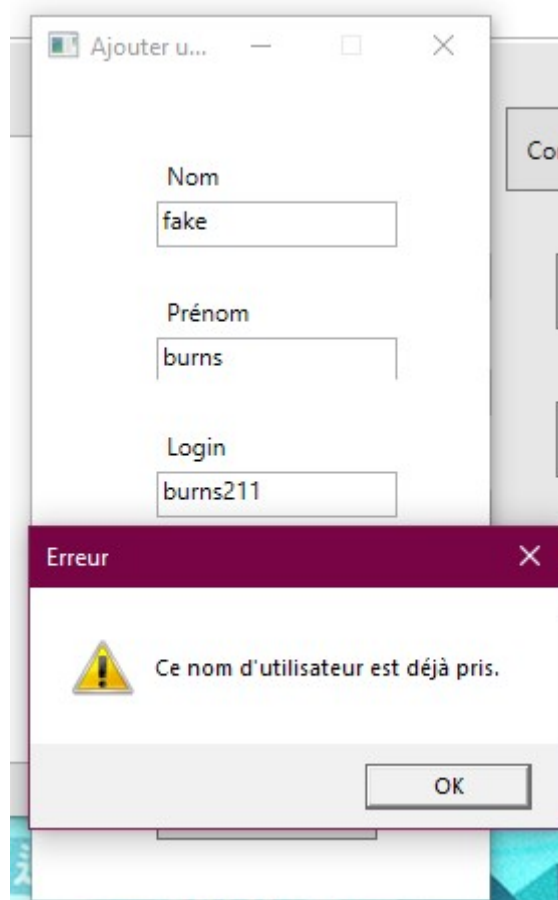 Ajouter u...
Co
Nom
fake
Prénom
burns
Login
burns211
Erreur
Ce nom d'utilisateur est déjà pris.
OK